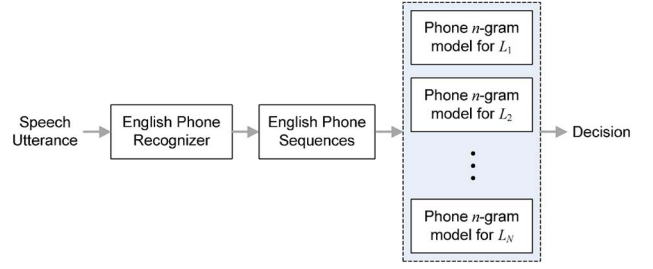 Speech
Utterance
English Phone
Recognizer
English Phone
Sequences
Phone n-gram
model for L1
Phone n-gram
model for L2
Phone n-gram
model for LN
Decision